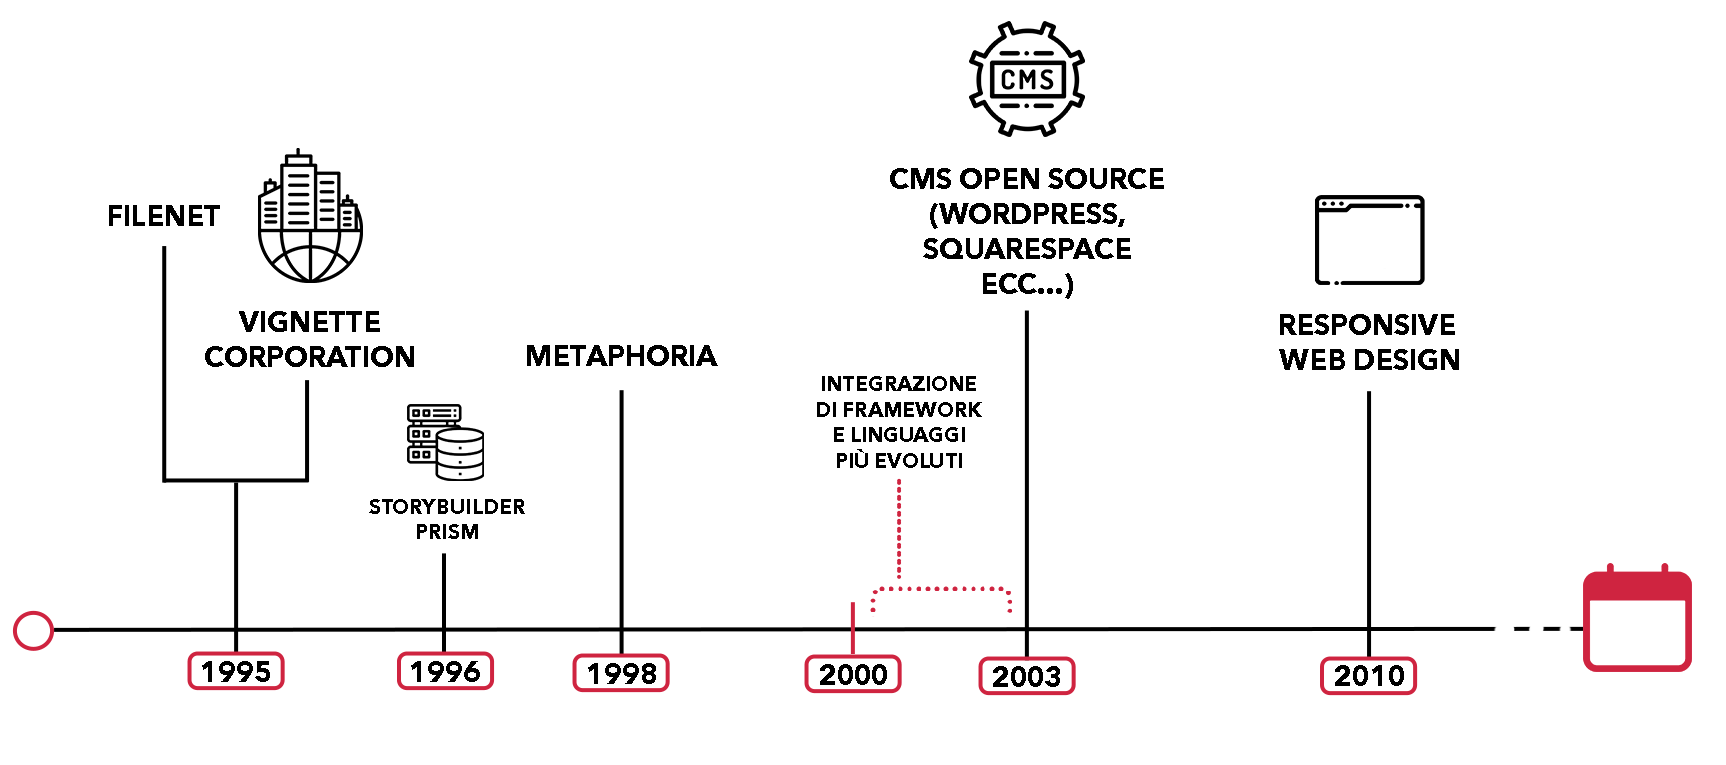 FILENET
VIGNETTE
CORPORATION
STORYBUILDER
PRISM
METAPHORIA
INTEGRAZIONE
DI FRAMEWORK
E LINGUAGGI
PIÙ EVOLUTI
CMS
CMS OPEN SOURCE
(WORDPRESS,
SQUARESPACE
ECC...)
RESPONSIVE
WEB DESIGN
1995
1996
1998
2000
2003
2010